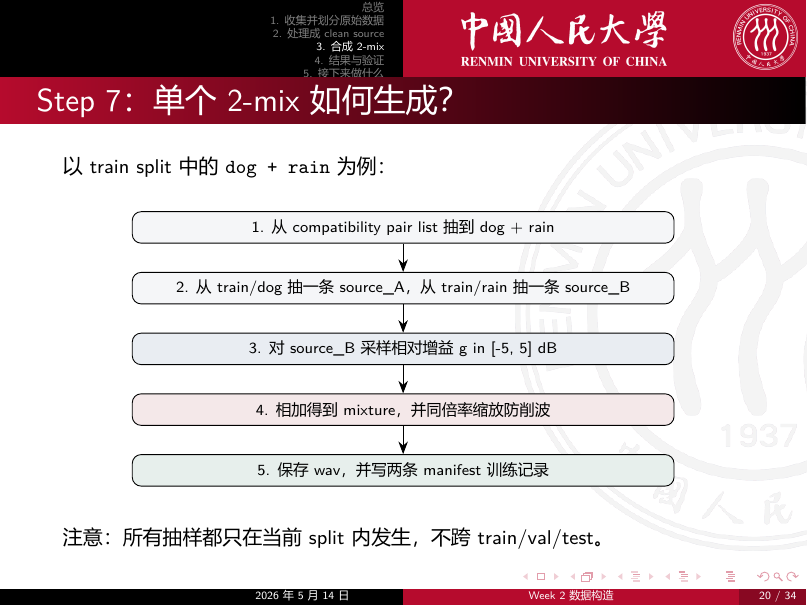 总览
1. 收集并划分原始数据
2. 处理成 clean source
3. 合成 2-mix
4. 结果与验证
5. 接下来做什么
中國人民大學
RENMIN UNIVERSITY OF CHINA
RENMIN UNIVERSITY OF CHINA
1937
Step 7：单个 2-mix 如何生成？
以 train split 中的 dog + rain 为例：
1. 从 compatibility pair list 抽到 dog + rain
2. 从 train/dog 抽一条 source_A，从 train/rain 抽一条 source_B
3. 对 source_B 采样相对增益 g in [-5, 5] dB
4. 相加得到 mixture，并同倍率缩放防削波
5. 保存 wav，并写两条 manifest 训练记录
1937
注意：所有抽样都只在当前 split 内发生，不跨 train/val/test。
2026 年 5 月 14 日
Week 2 数据构造
20 / 34